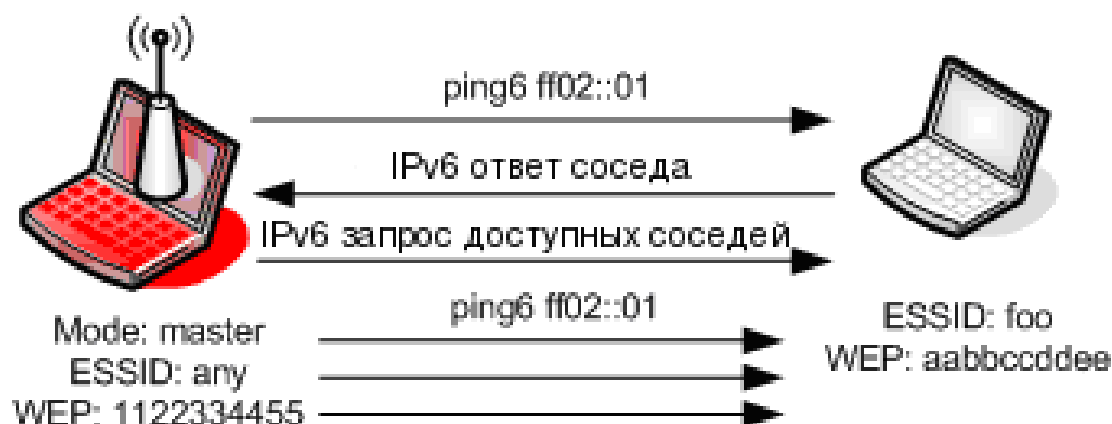 ping6 ff02::01
IPv6 ответ соседа
IPv6 запрос доступных соседей
ping6 ff02::01
Mode: master
ESSID: any
WEP: 1122334455
ESSID: foo
WEP: aabbccddee